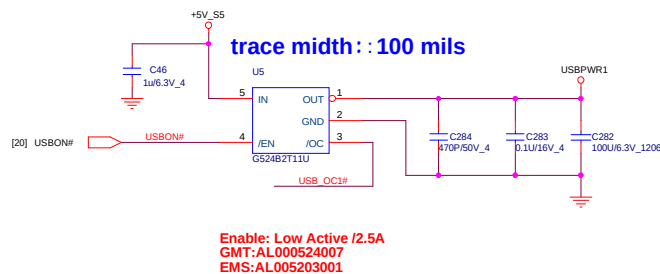 +5V_S5
trace midth: : 100 mils
C46
1u/6.3V_4
U5
USBPWR1
5
IN
OUT
1
GND
2
[20] USBON#
USBON#
4
/EN
/OC
3
G524B2T11U
USB_OC1#
C284
470P/50V_4
C283
0.1U/16V_4
C282
100U/6.3V_1206
Enable: Low Active /2.5A
GMT:AL000524007
EMS:AL005203001